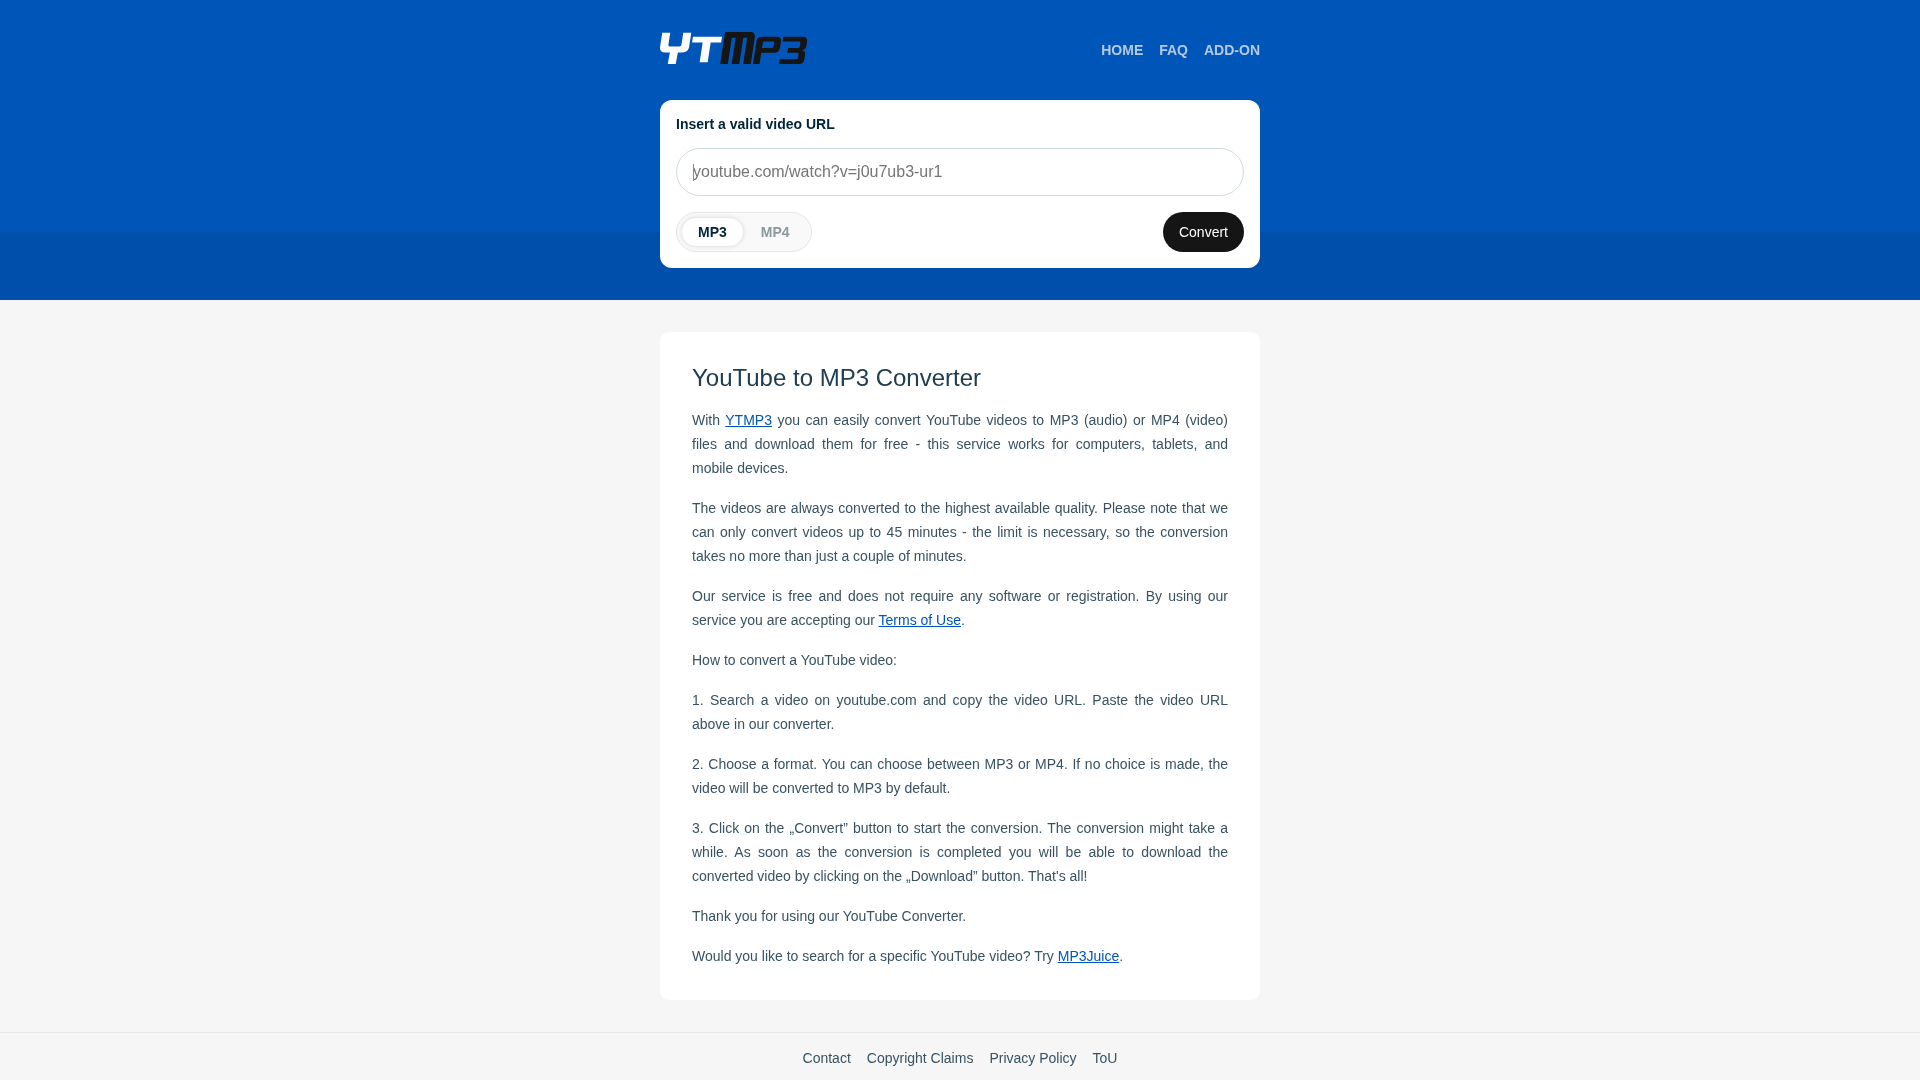 YTMP3
HOME FAQ ADD-ON
Insert a valid video URL
youtube.com/watch?v=j0u7ub3-ur1
MP3 MP4 Convert
YouTube to MP3 Converter
With YTMP3 you can easily convert YouTube videos to MP3 (audio) or MP4 (video)
files and download them for free - this service works for computers, tablets, and
mobile devices.
The videos are always converted to the highest available quality. Please note that we
can only convert videos up to 45 minutes - the limit is necessary, so the conversion
takes no more than just a couple of minutes.
Our service is free and does not require any software or registration. By using our
service you are accepting our Terms of Use.
How to convert a YouTube video:
1. Search a video on youtube.com and copy the video URL. Paste the video URL
above in our converter.
2. Choose a format. You can choose between MP3 or MP4. If no choice is made, the
video will be converted to MP3 by default.
3. Click on the „Convert” button to start the conversion. The conversion might take a
while. As soon as the conversion is completed you will be able to download the
converted video by clicking on the „Download” button. That's all!
Thank you for using our YouTube Converter.
Would you like to search for a specific YouTube video? Try MP3Juice.
Contact Copyright Claims Privacy Policy ToU